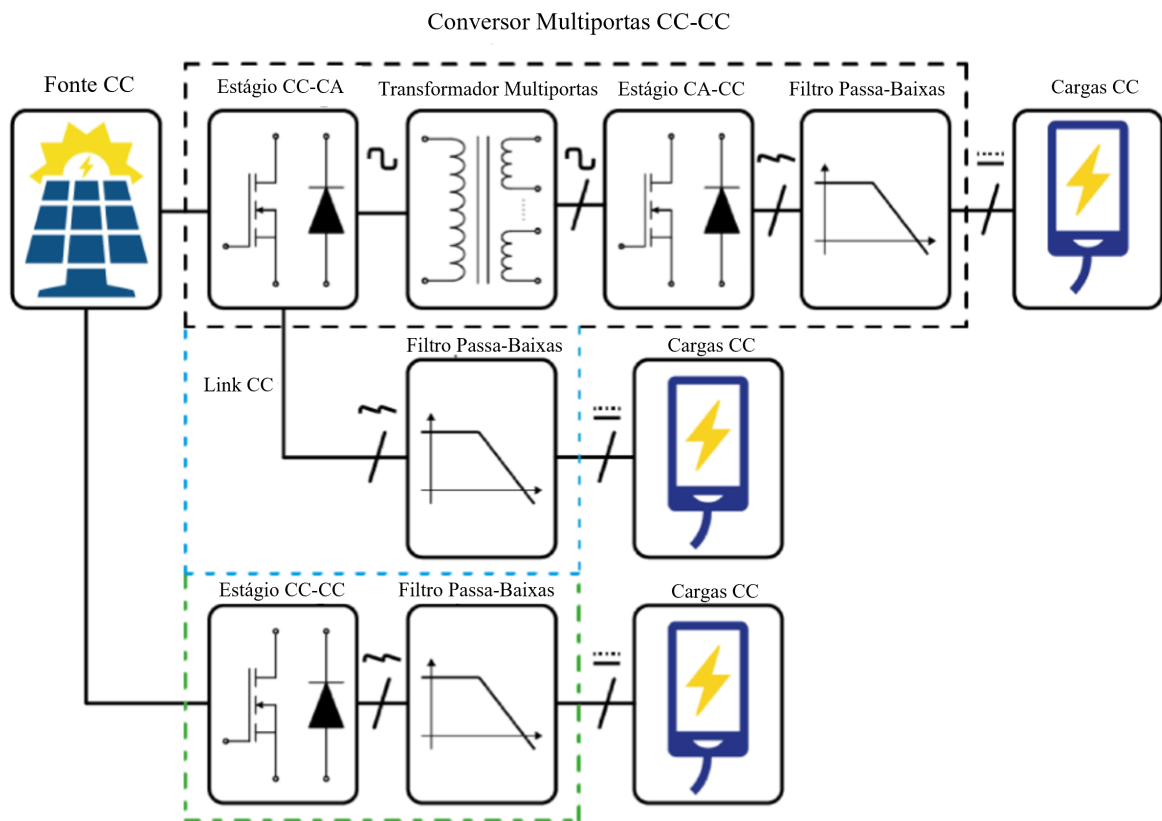 Conversor Multiportas CC-CC
Fonte CC
Estágio CC-CA
Transformador Multiportas
Estágio CA-CC
Filtro Passa-Baixas
Cargas CC
Link CC
Filtro Passa-Baixas
Cargas CC
Estágio CC-CC
Filtro Passa-Baixas
Cargas CC